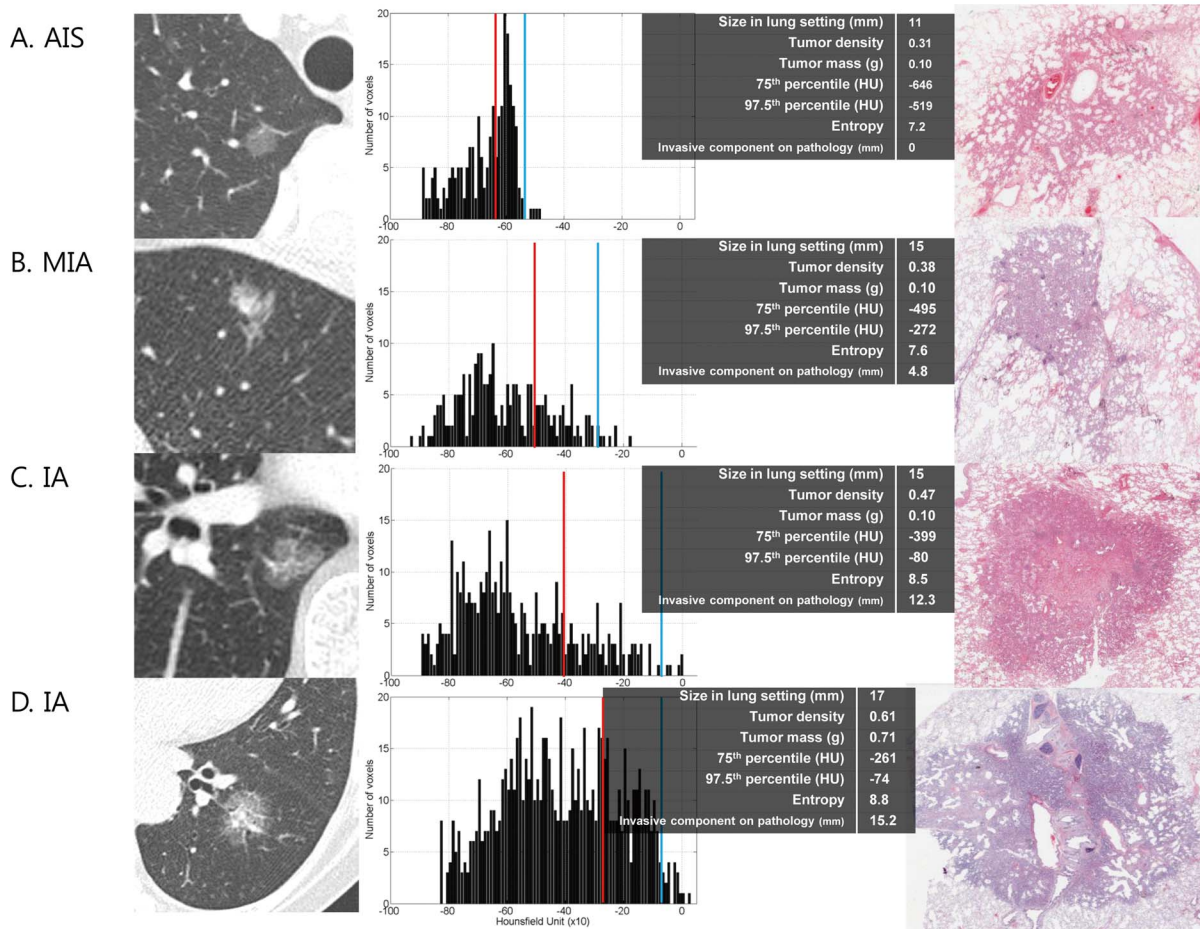 A. AIS
20
15
10
5
0
Number of voxels
-100
-80
-60
-40
-20
0
Size in lung setting (mm) 11
Tumor density 0.31
Tumor mass (g) 0.10
75th percentile (HU) -646
97.5th percentile (HU) -519
Entropy 7.2
Invasive component on pathology (mm) 0
B. MIA
20
15
10
5
0
Number of voxels
-100
-80
-60
-40
-20
0
Size in lung setting (mm) 15
Tumor density 0.38
Tumor mass (g) 0.10
75th percentile (HU) -495
97.5th percentile (HU) -272
Entropy 7.6
Invasive component on pathology (mm) 4.8
C. IA
20
15
10
5
0
Number of voxels
-100
-80
-60
-40
-20
0
Size in lung setting (mm) 15
Tumor density 0.47
Tumor mass (g) 0.10
75th percentile (HU) -399
97.5th percentile (HU) -80
Entropy 8.5
Invasive component on pathology (mm) 12.3
D. IA
20
15
10
5
0
Number of voxels
-100
-80
-60
-40
-20
0
Hounsfield Unit (x10)
Size in lung setting (mm) 17
Tumor density 0.61
Tumor mass (g) 0.71
75th percentile (HU) -261
97.5th percentile (HU) -74
Entropy 8.8
Invasive component on pathology (mm) 15.2